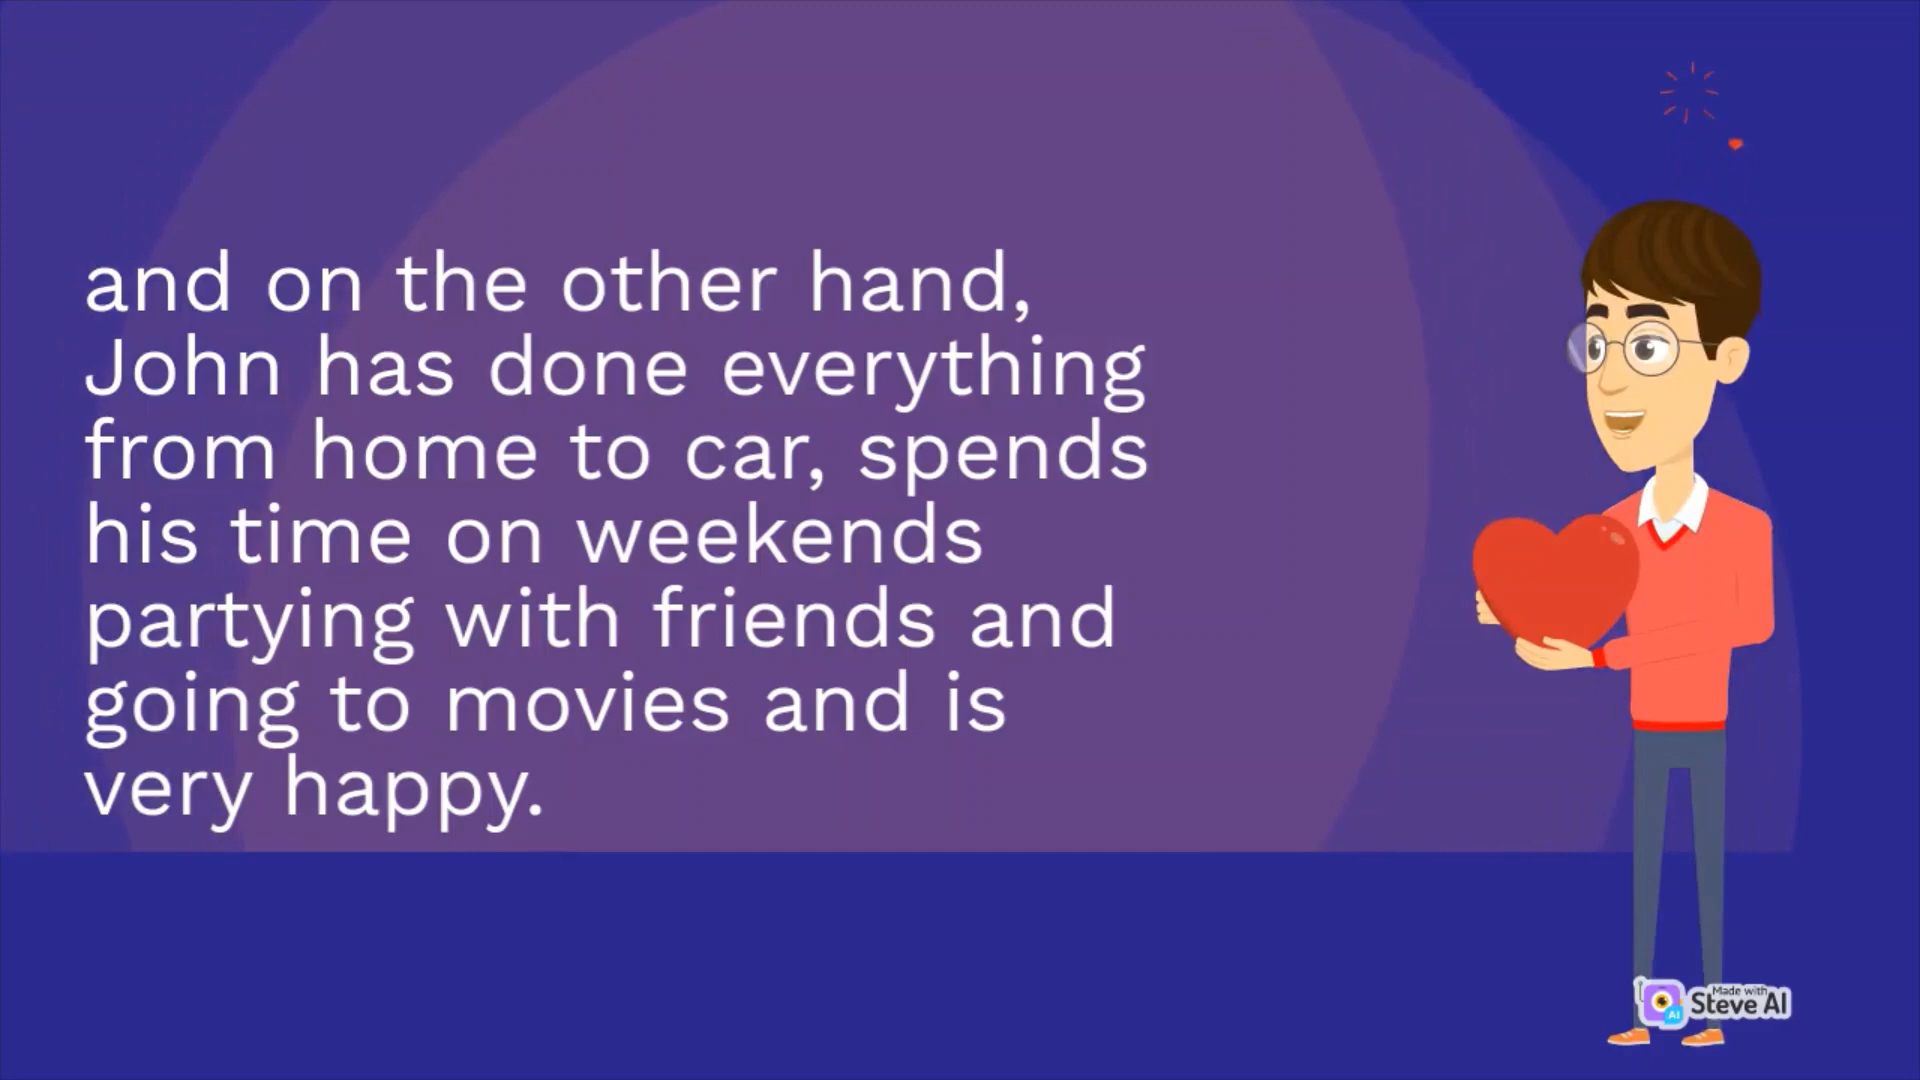 and on the other hand,
John has done everything
from home to car, spends
his time on weekends
partying with friends and
going to movies and is
very happy.
Made with
Steve AI
AI